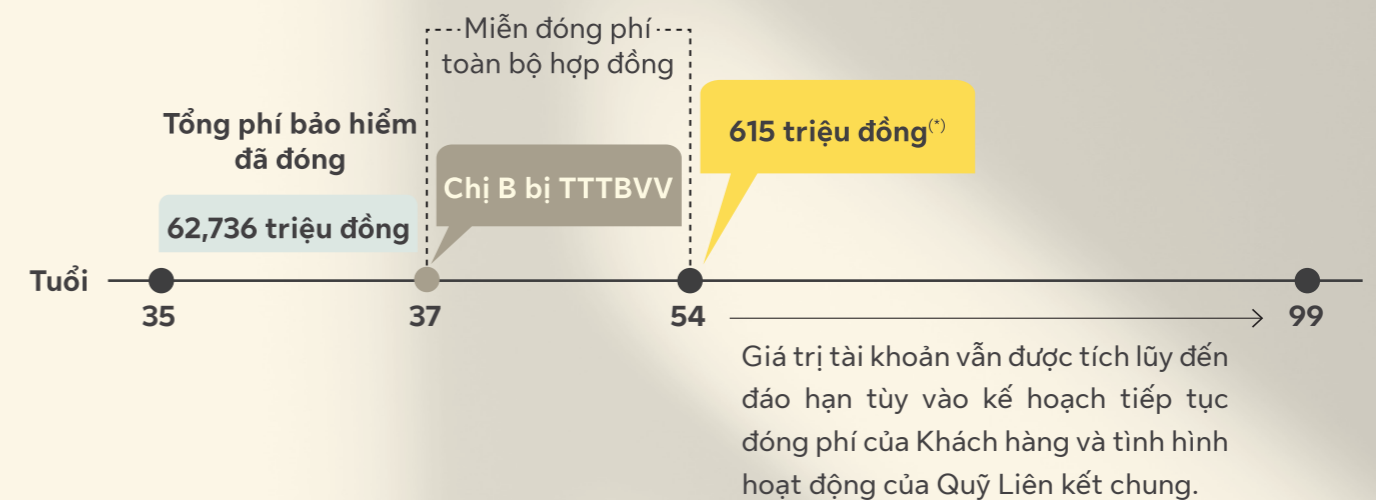 Miễn đóng phí
toàn bộ hợp đồng
Tổng phí bảo hiểm
đã đóng
62,736 triệu đồng
Chị B bị TTTBVV
615 triệu đồng(*)
Tuổi
35
37
54
99
Giá trị tài khoản vẫn được tích lũy đến
đáo hạn tùy vào kế hoạch tiếp tục
đóng phí của Khách hàng và tình hình
hoạt động của Quỹ Liên kết chung.